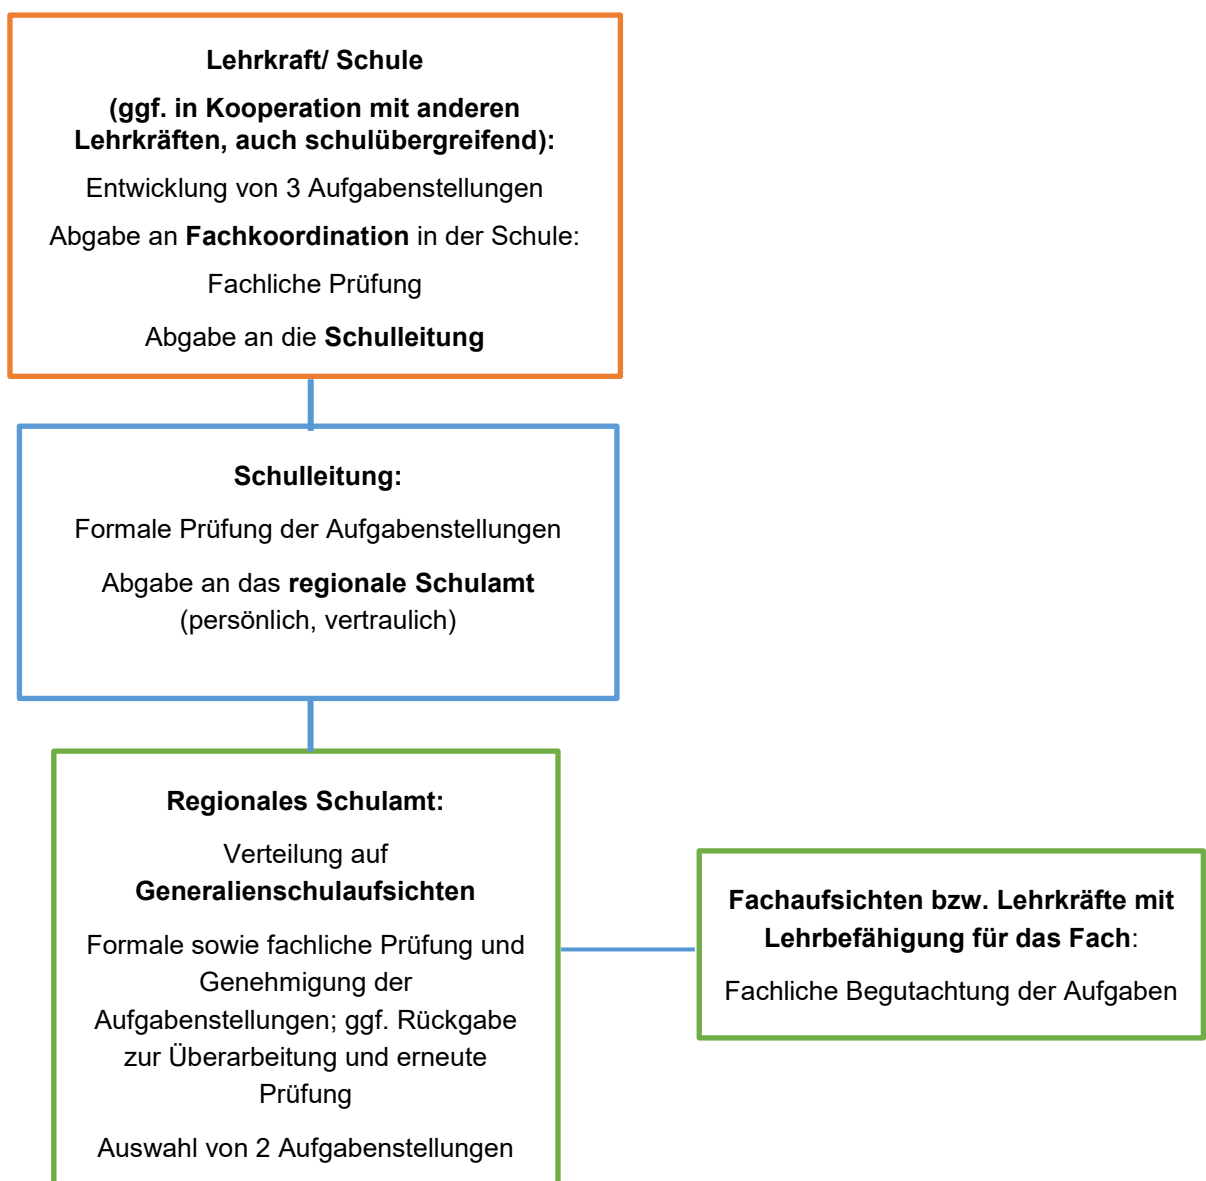 Lehrkraft/ Schule
(ggf. in Kooperation mit anderen
Lehrkräften, auch schulübergreifend):
Entwicklung von 3 Aufgabenstellungen
Abgabe an Fachkoordination in der Schule:
Fachliche Prüfung
Abgabe an die Schulleitung
Schulleitung:
Formale Prüfung der Aufgabenstellungen
Abgabe an das regionale Schulamt
(persönlich, vertraulich)
Regionales Schulamt:
Verteilung auf
Generalienschulaufsichten
Formale sowie fachliche Prüfung und
Genehmigung der
Aufgabenstellungen; ggf. Rückgabe
zur Überarbeitung und erneute
Prüfung
Auswahl von 2 Aufgabenstellungen
Fachaufsichten bzw. Lehrkräfte mit
Lehrbefähigung für das Fach:
Fachliche Begutachtung der Aufgaben